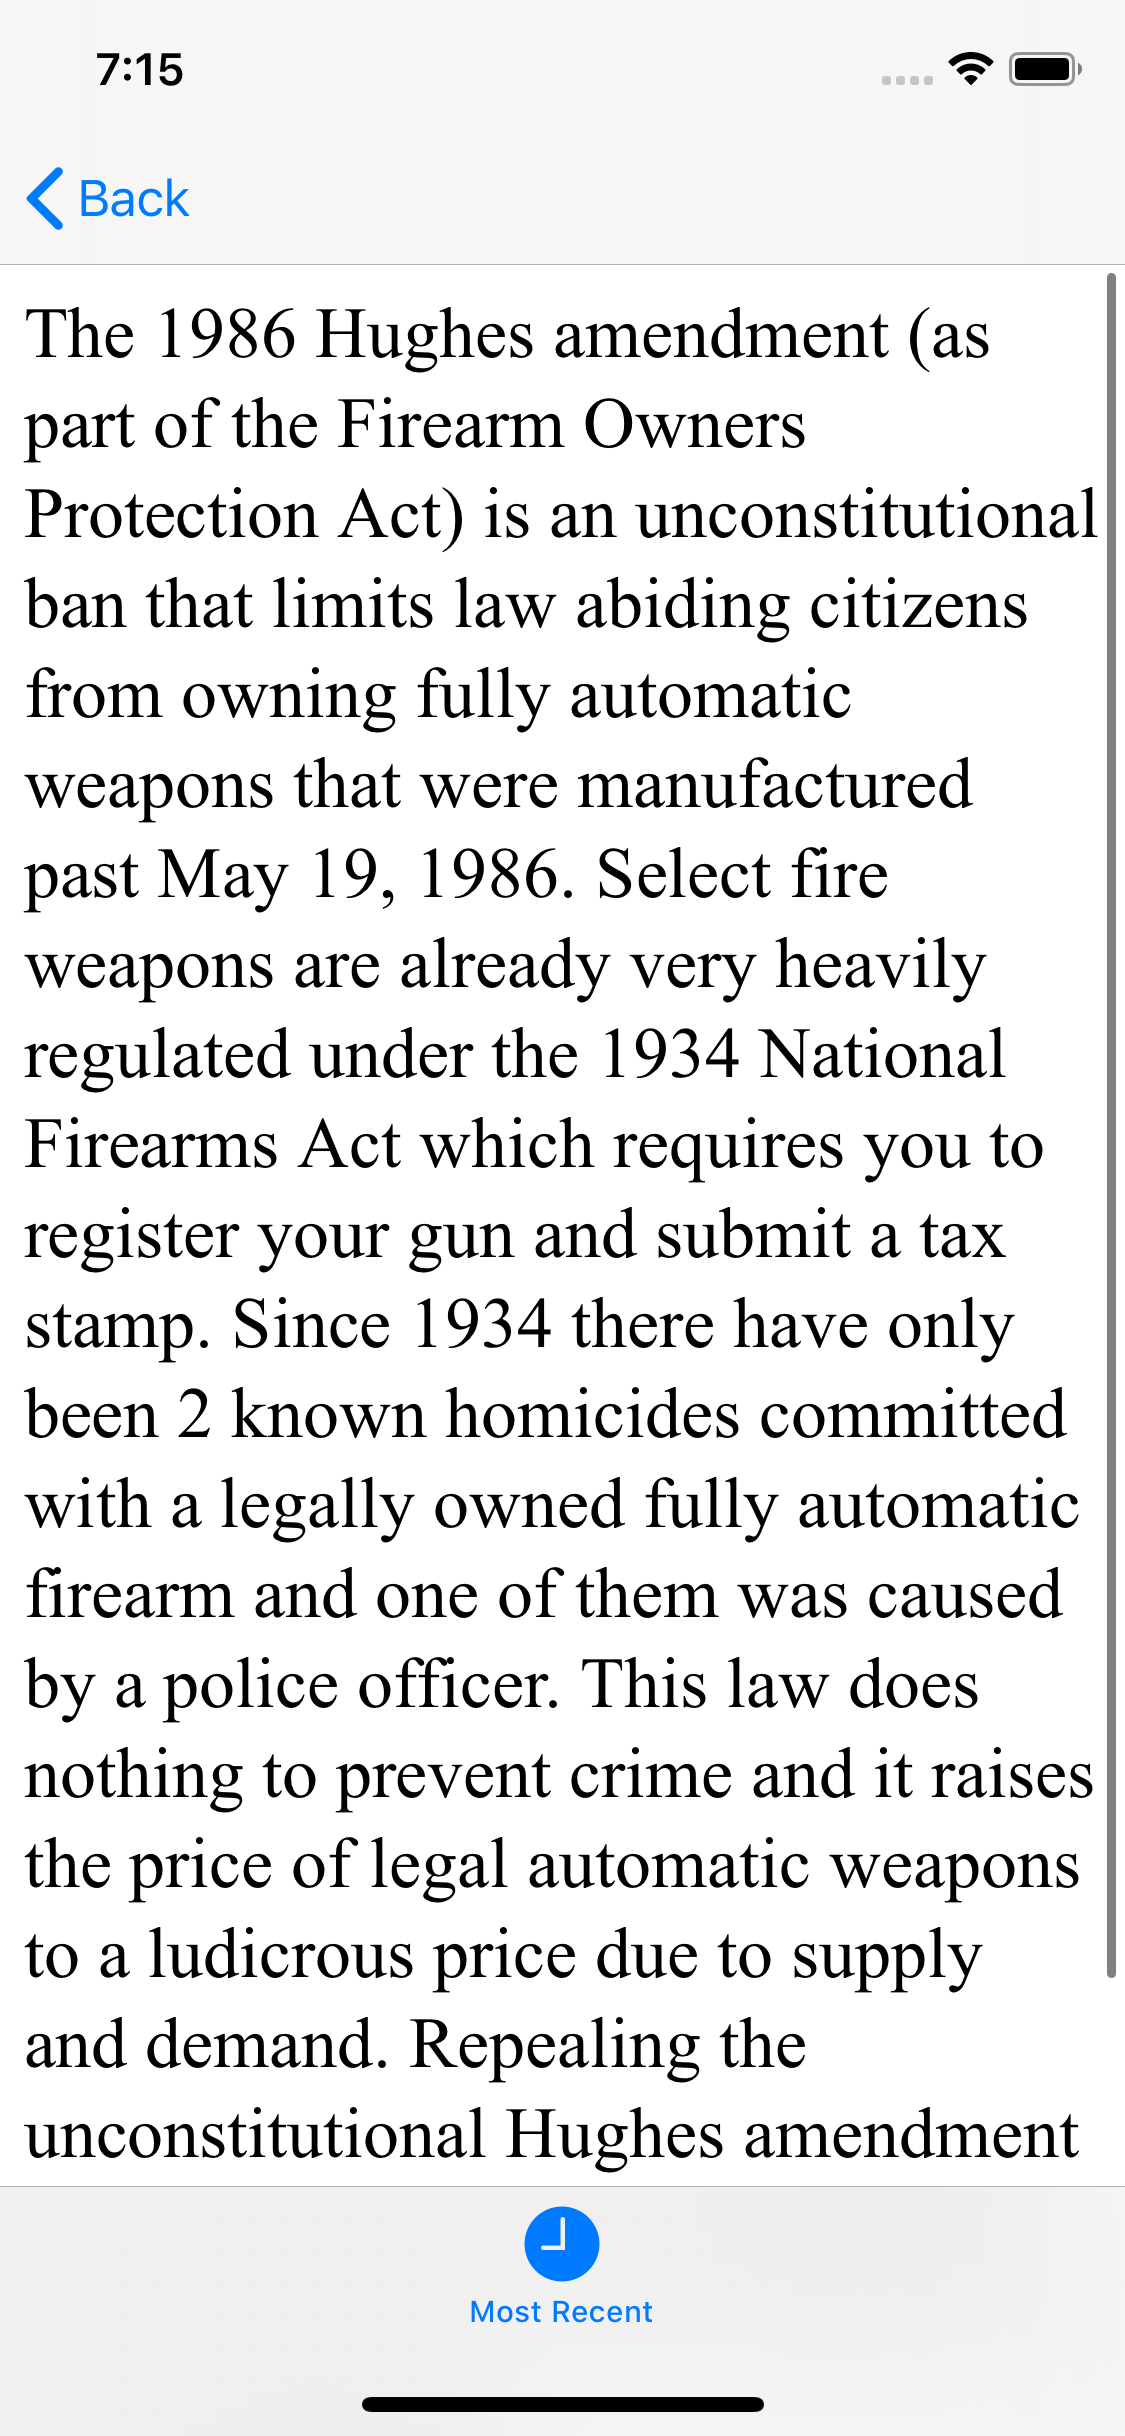 7:15
Back
The 1986 Hughes amendment (as
part of the Firearm Owners
Protection Act) is an unconstitutional
ban that limits law abiding citizens
from owning fully automatic
weapons that were manufactured
past May 19, 1986. Select fire
weapons are already very heavily
regulated under the 1934 National
Firearms Act which requires you to
register your gun and submit a tax
stamp. Since 1934 there have only
been 2 known homicides committed
with a legally owned fully automatic
firearm and one of them was caused
by a police officer. This law does
nothing to prevent crime and it raises
the price of legal automatic weapons
to a ludicrous price due to supply
and demand. Repealing the
unconstitutional Hughes amendment
Most Recent